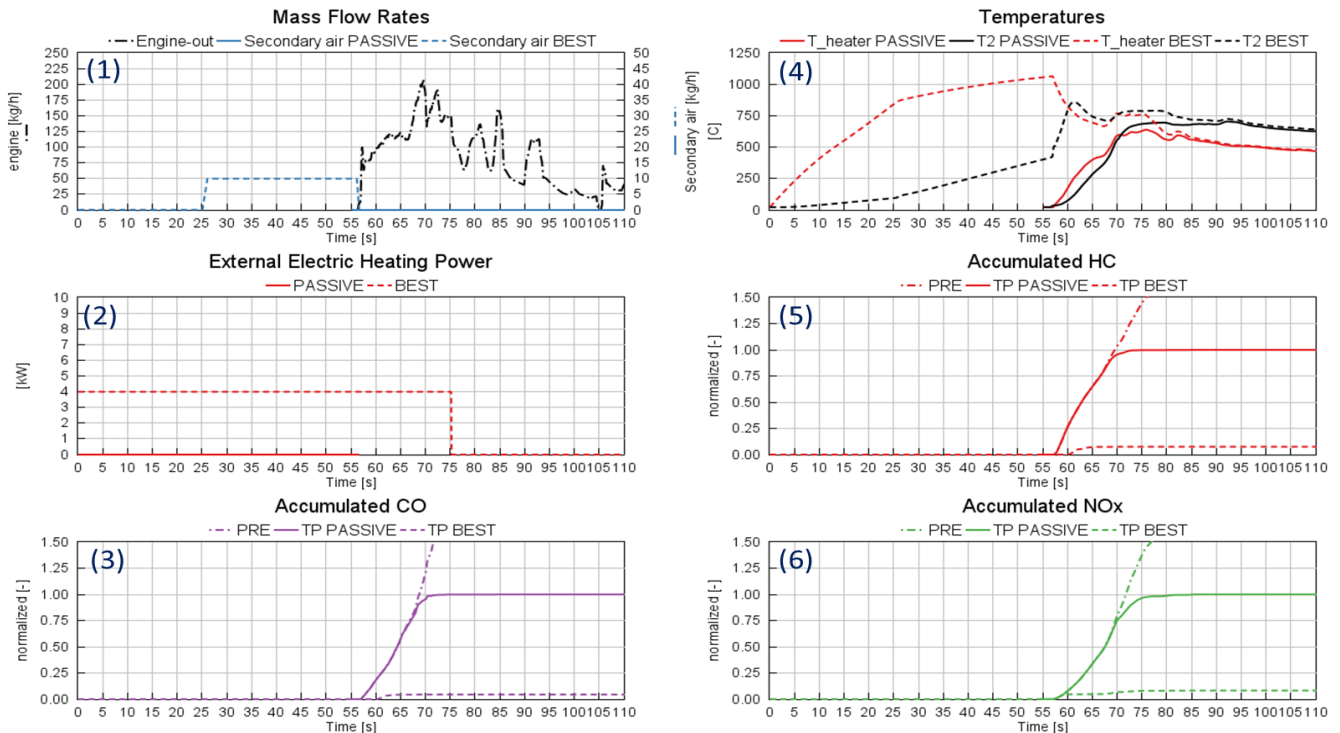 Mass Flow Rates
Engine-out Secondary air PASSIVE Secondary air BEST
(1)
engine [kg/h]
250
225
200
175
150
125
100
75
50
25
0
50
45
40
35
30
25
20
15
10
5
0
Secondary air [kg/h]
0 5 10 15 20 25 30 35 40 45 50 55 60 65 70 75 80 85 90 95 100 105 110
Time [s]
Temperatures
T_heater PASSIVE T2 PASSIVE T_heater BEST T2 BEST
(4)
[C]
1250
1000
750
500
250
0
0 5 10 15 20 25 30 35 40 45 50 55 60 65 70 75 80 85 90 95 100 105 110
Time [s]
External Electric Heating Power
PASSIVE BEST
(2)
[kW]
10
9
8
7
6
5
4
3
2
1
0
0 5 10 15 20 25 30 35 40 45 50 55 60 65 70 75 80 85 90 95 100 105 110
Time [s]
Accumulated HC
PRE TP PASSIVE TP BEST
(5)
normalized [-]
1.50
1.25
1.00
0.75
0.50
0.25
0.00
0 5 10 15 20 25 30 35 40 45 50 55 60 65 70 75 80 85 90 95 100 105 110
Time [s]
Accumulated CO
PRE TP PASSIVE TP BEST
(3)
normalized [-]
1.50
1.25
1.00
0.75
0.50
0.25
0.00
0 5 10 15 20 25 30 35 40 45 50 55 60 65 70 75 80 85 90 95 100 105 110
Time [s]
Accumulated NOx
PRE TP PASSIVE TP BEST
(6)
normalized [-]
1.50
1.25
1.00
0.75
0.50
0.25
0.00
0 5 10 15 20 25 30 35 40 45 50 55 60 65 70 75 80 85 90 95 100 105 110
Time [s]